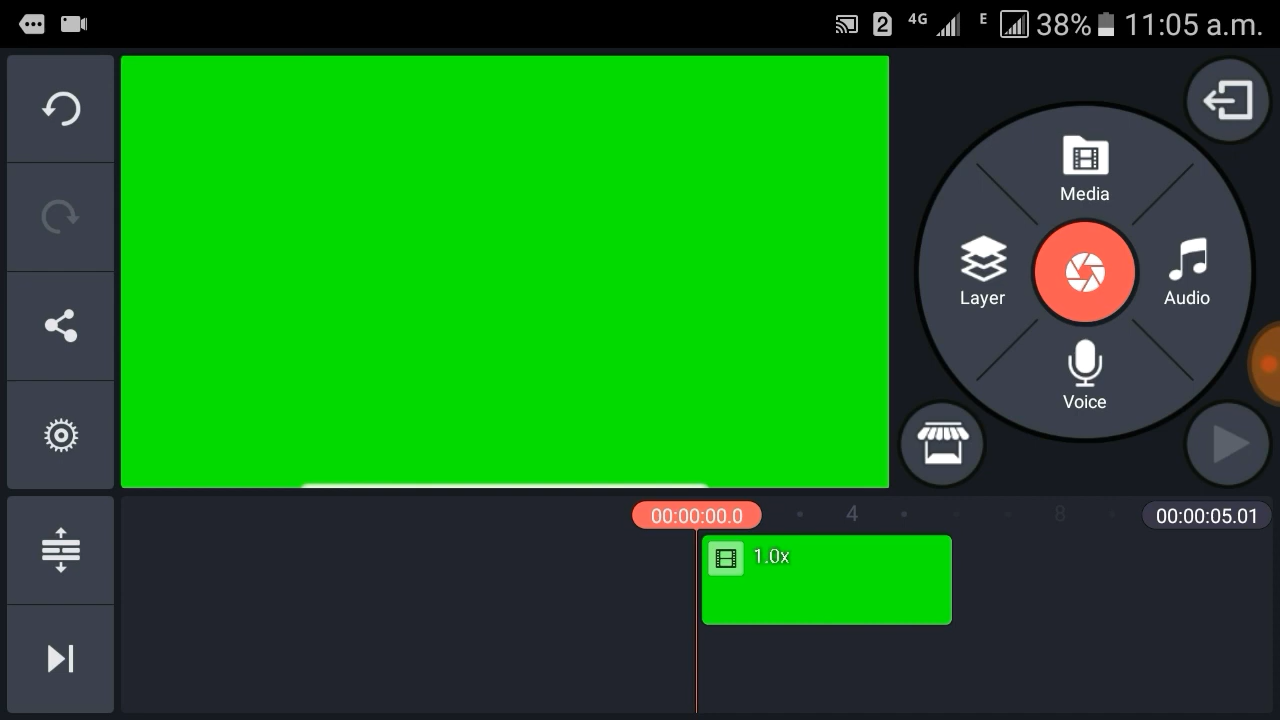 2 4G E 38% 11:05 a.m.
Media
Layer
Audio
Voice
00:00:00.0 4 8 00:00:05.01
1.0x